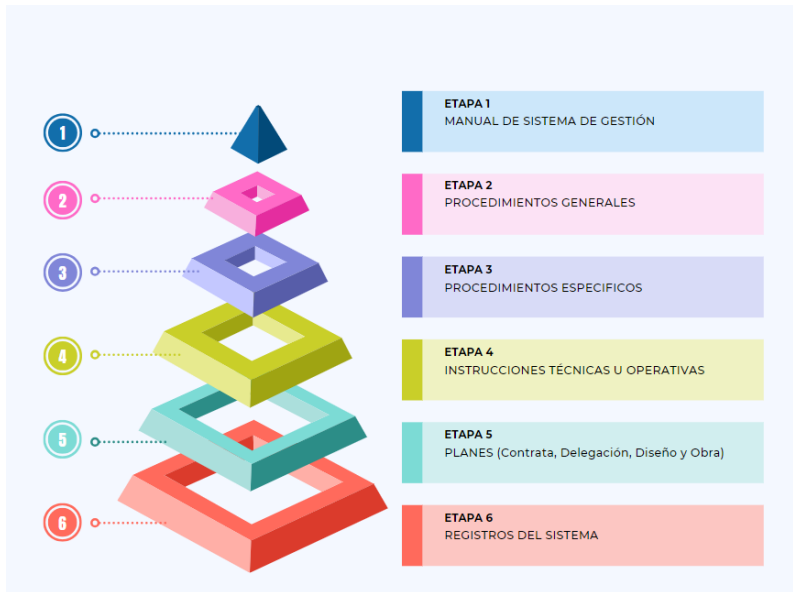 1
ETAPA 1
MANUAL DE SISTEMA DE GESTIÓN
2
ETAPA 2
PROCEDIMIENTOS GENERALES
3
ETAPA 3
PROCEDIMIENTOS ESPECIFICOS
4
ETAPA 4
INSTRUCCIONES TÉCNICAS U OPERATIVAS
5
ETAPA 5
PLANES (Contrata, Delegación, Diseño y Obra)
6
ETAPA 6
REGISTROS DEL SISTEMA